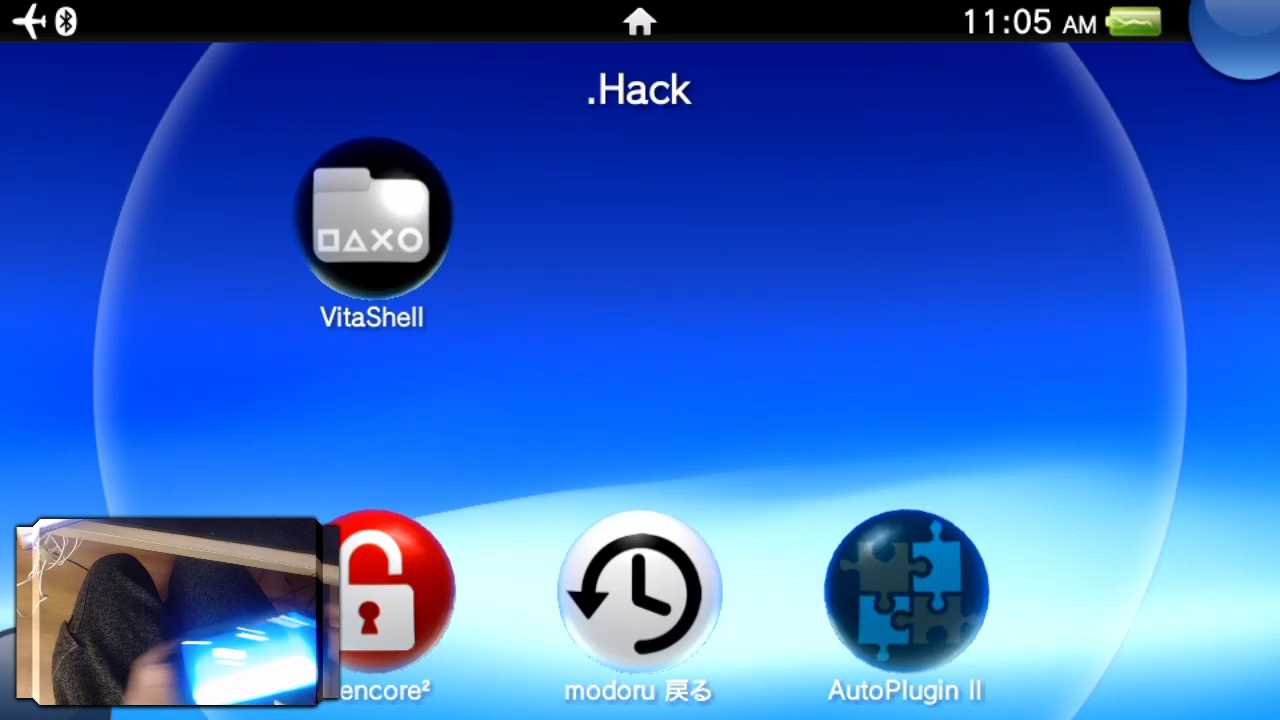 11:05 AM
.Hack
VitaShell
encore²
modoru 戻る
AutoPlugin II